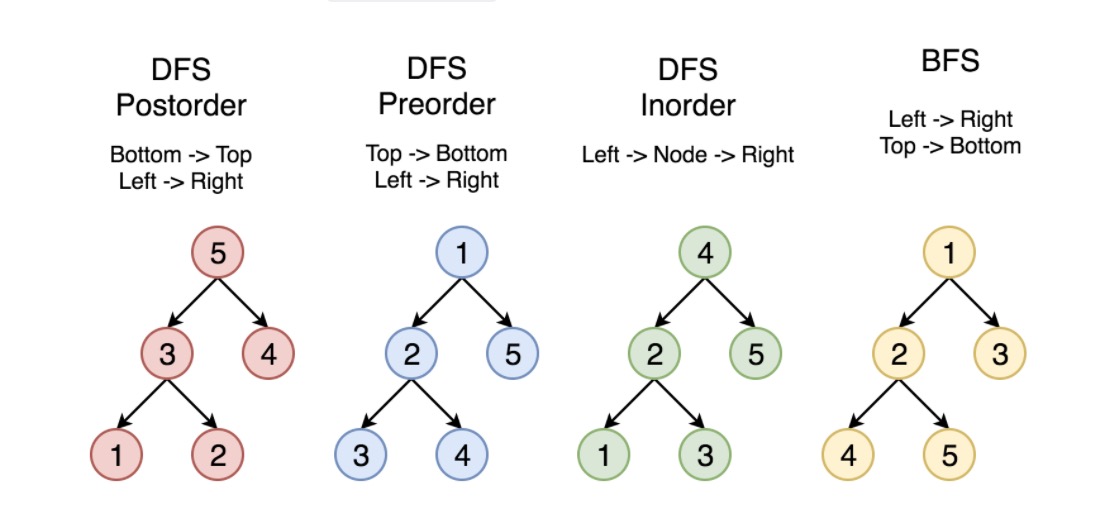 DFS
Postorder
Bottom -> Top
Left -> Right
5
3
4
1
2
DFS
Preorder
Top -> Bottom
Left -> Right
1
2
5
3
4
DFS
Inorder
Left -> Node -> Right
4
2
5
1
3
BFS
Left -> Right
Top -> Bottom
1
2
3
4
5